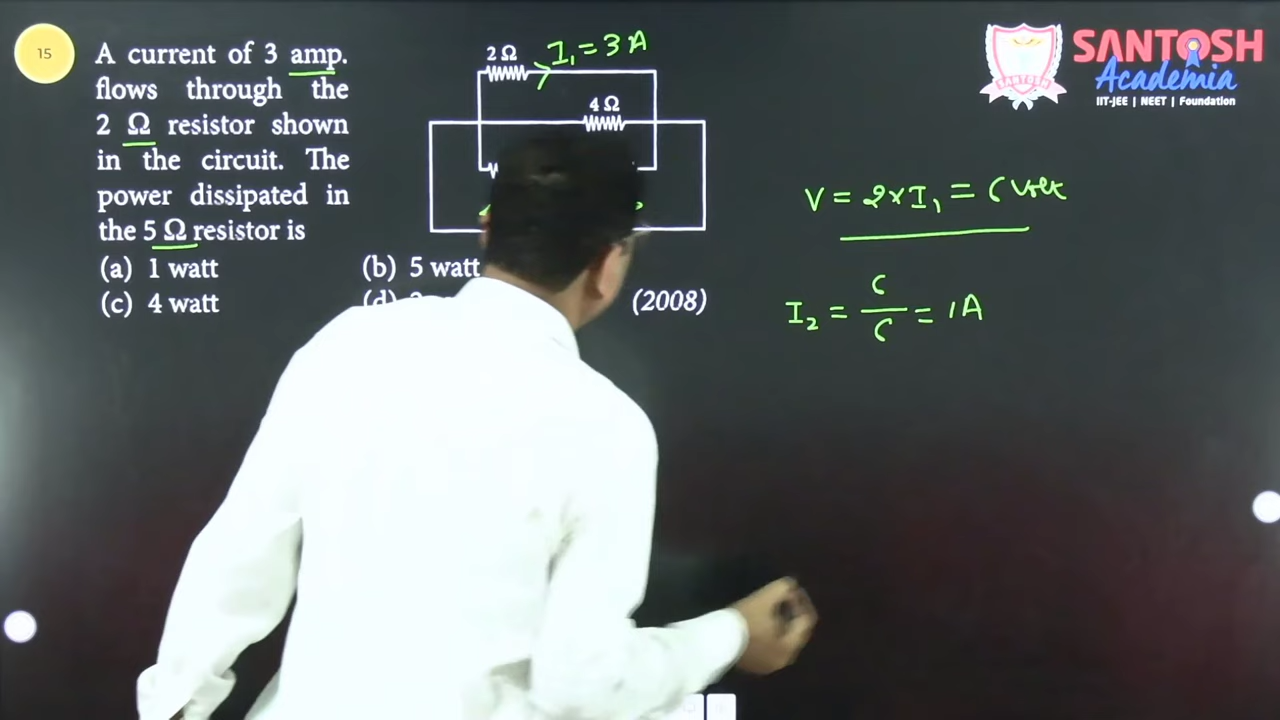 15
A current of 3 amp.
flows through the
2 Ω resistor shown
in the circuit. The
power dissipated in
the 5 Ω resistor is
(a) 1 watt
(b) 5 watt
(c) 4 watt
(d)
(2008)
2 Ω
I₁ = 3 A
4 Ω
V = 2 × I₁ = 6 Volt
I₂ = 6/6 = 1A
SANTOSH
Academia
IIT-JEE | NEET | Foundation
SANTOSH